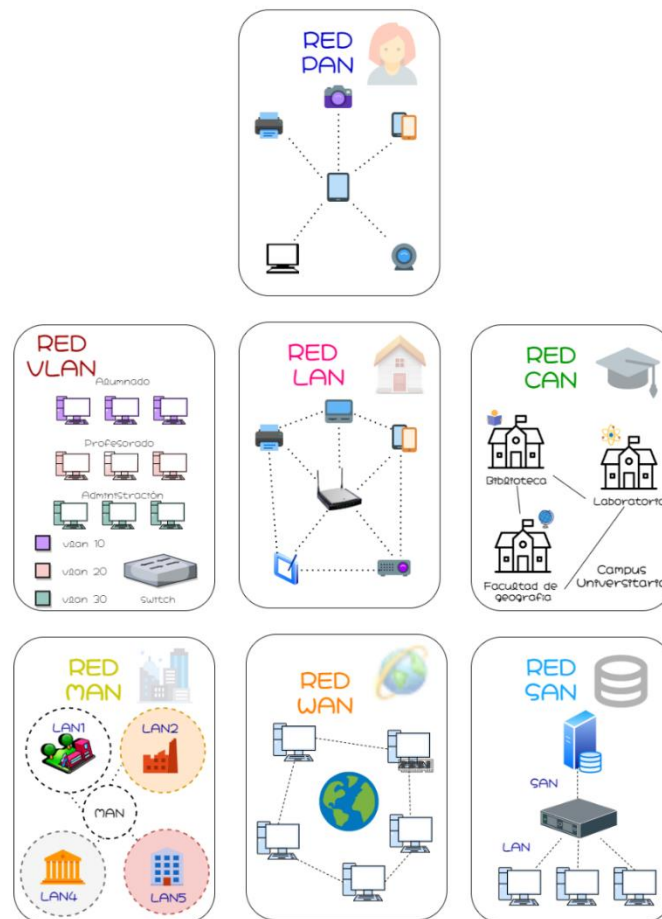 RED
PAN
RED
VLAN
Alumnado
Profesorado
Administración
vlan 10
vlan 20
vlan 30
switch
RED
LAN
RED
CAN
Biblioteca
Laboratorio
Facultad de
geografía
Campus
Universitario
RED
MAN
LAN1
LAN2
MAN
LAN4
LAN5
RED
WAN
RED
SAN
SAN
LAN